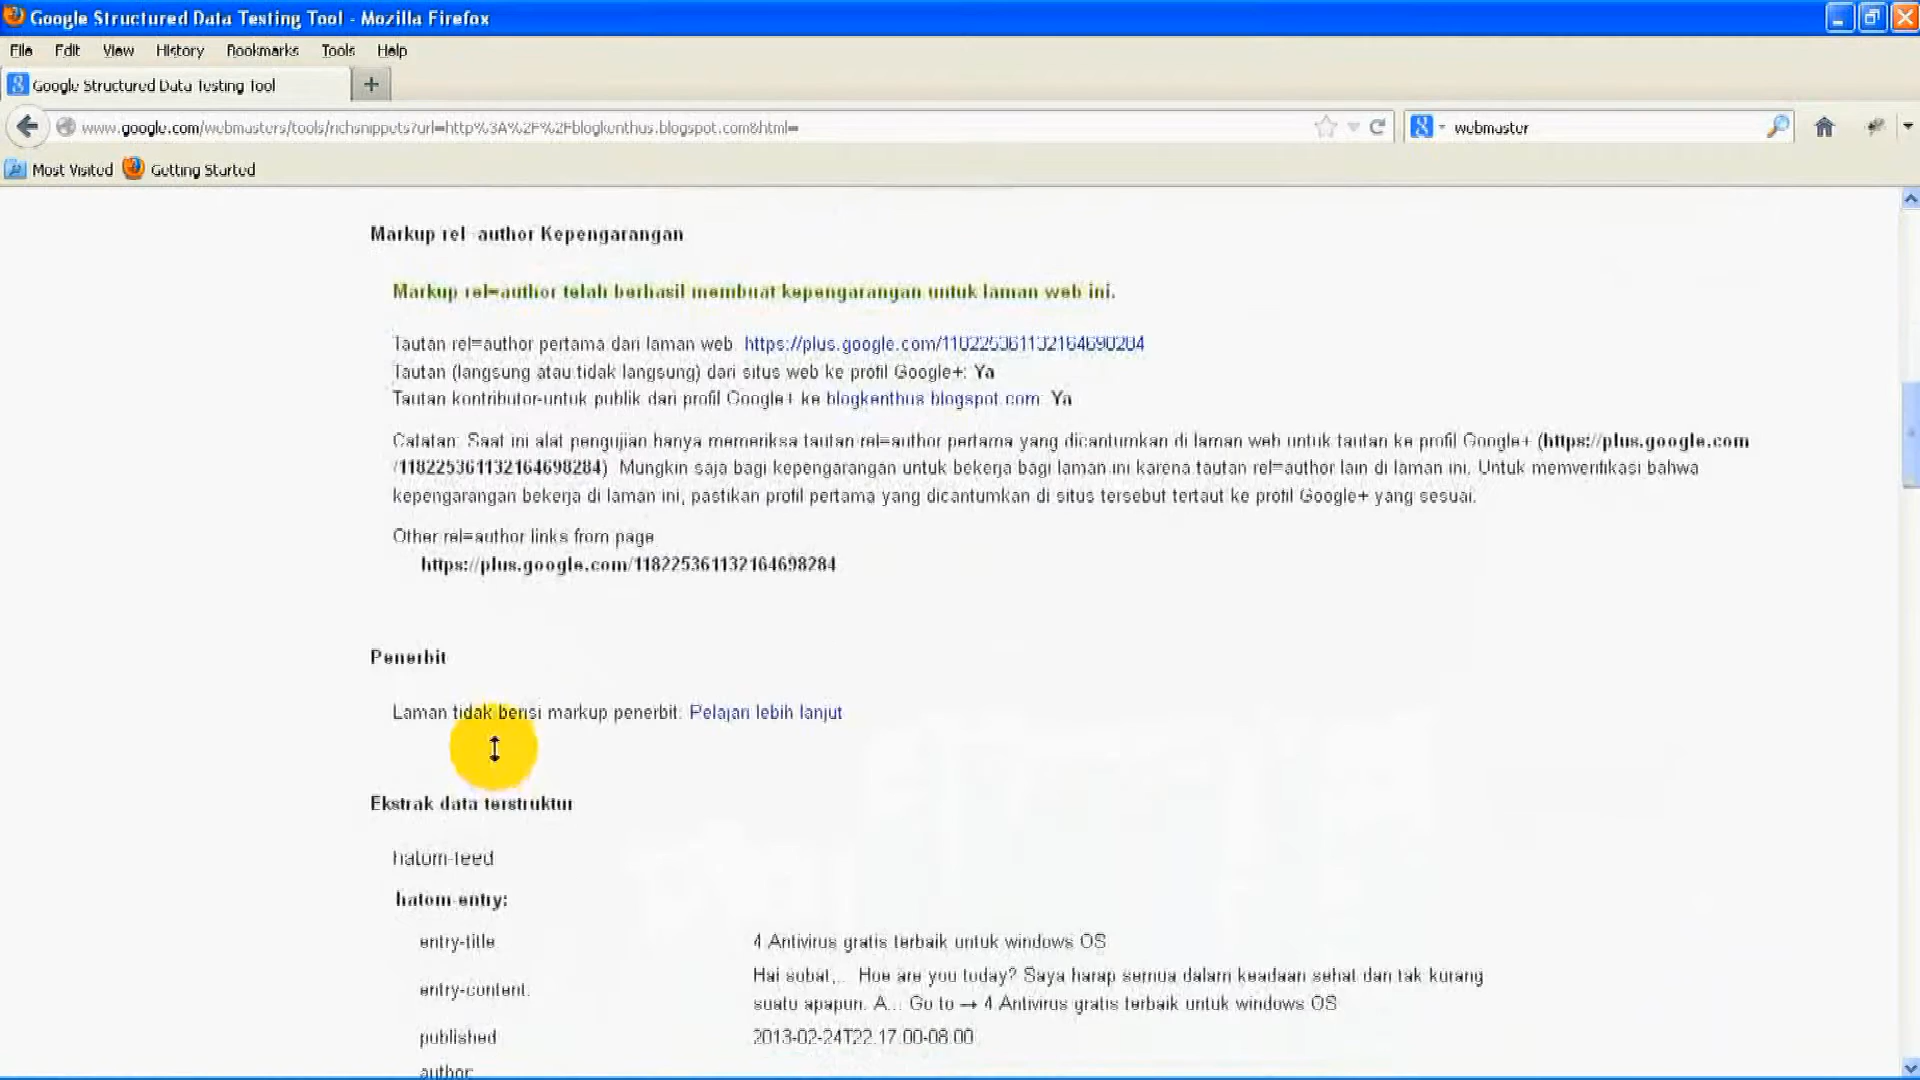 Google Structured Data Testing Tool - Mozilla Firefox
File Edit View History Bookmarks Tools Help
Google Structured Data Testing Tool
www.google.com/webmasters/tools/richsnippets?url=http%3A%2F%2Fblogkenthus.blogspot.com&html=
webmaster
Most Visited Getting Started
Markup rel=author Kepengarangan
Markup rel=author telah berhasil membuat kepengarangan untuk laman web ini.
Tautan rel=author pertama dari laman web: https://plus.google.com/118225361132164698284
Tautan (langsung atau tidak langsung) dari situs web ke profil Google+: Ya
Tautan kontributor-untuk publik dari profil Google+ ke blogkenthus.blogspot.com: Ya
Catatan: Saat ini alat pengujian hanya memeriksa tautan rel=author pertama yang dicantumkan di laman web untuk tautan ke profil Google+ (https://plus.google.com
/118225361132164698284). Mungkin saja bagi kepengarangan untuk bekerja bagi laman ini karena tautan rel=author lain di laman ini. Untuk memverifikasi bahwa
kepengarangan bekerja di laman ini, pastikan profil pertama yang dicantumkan di situs tersebut tertaut ke profil Google+ yang sesuai.
Other rel=author links from page
https://plus.google.com/118225361132164698284
Penerbit
Laman tidak berisi markup penerbit. Pelajari lebih lanjut
Ekstrak data terstruktur
hatom-feed
hatom-entry:
entry-title
4 Antivirus gratis terbaik untuk windows OS
entry-content:
Hai sobat,... Hoe are you today? Saya harap semua dalam keadaan sehat dan tak kurang
suatu apapun. A... Go to → 4 Antivirus gratis terbaik untuk windows OS
published
2013-02-24T22:17:00-08:00
author: